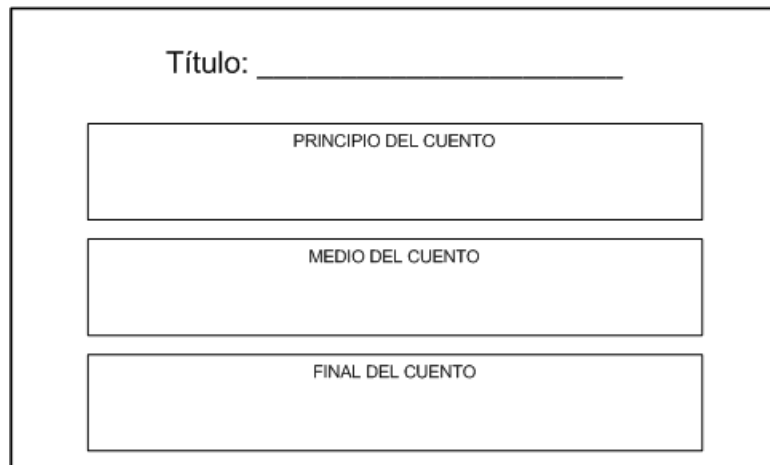 Título: ______________________
PRINCIPIO DEL CUENTO
MEDIO DEL CUENTO
FINAL DEL CUENTO